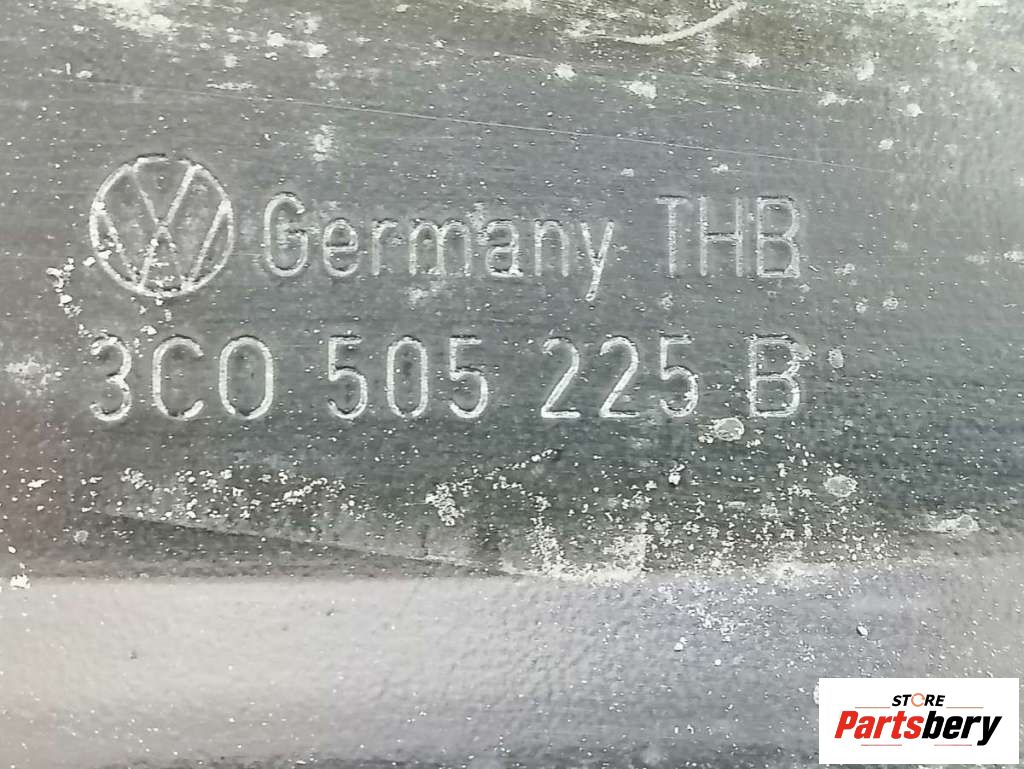 Germany THB
3C0 505 225 B
STORE
Partsbery